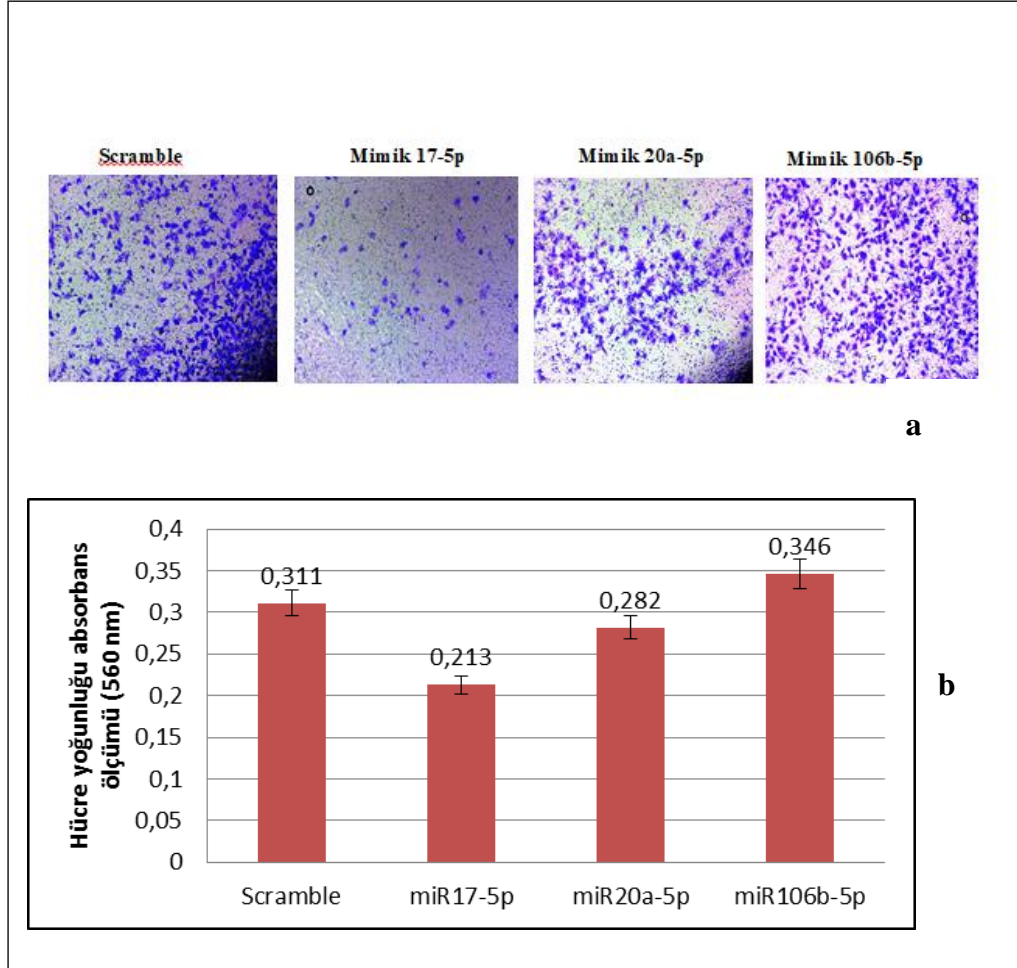 Scramble Mimik 17-5p Mimik 20a-5p Mimik 106b-5p
a
Hücre yoğunluğu absorbans
ölçümü (560 nm)
0,4
0,35
0,3
0,25
0,2
0,15
0,1
0,05
0
0,311
0,213
0,282
0,346
Scramble miR17-5p miR20a-5p miR106b-5p
b